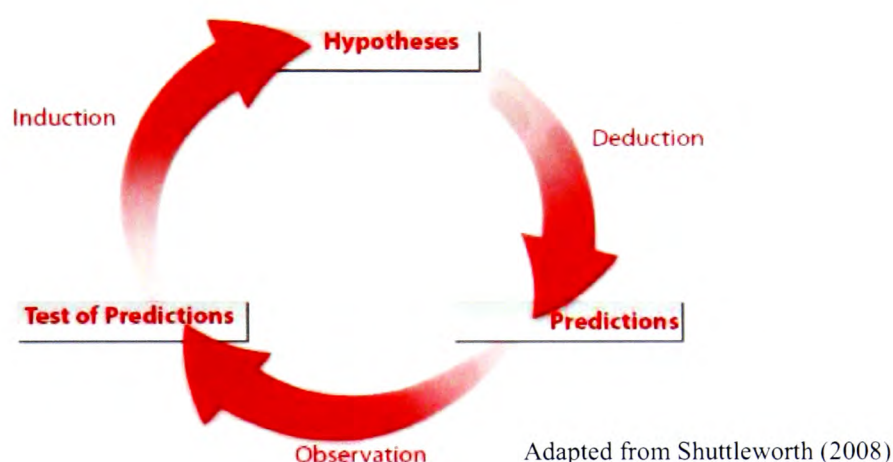 Hypotheses
Induction
Deduction
Test of Predictions
Predictions
Observation
Adapted from Shuttleworth (2008)